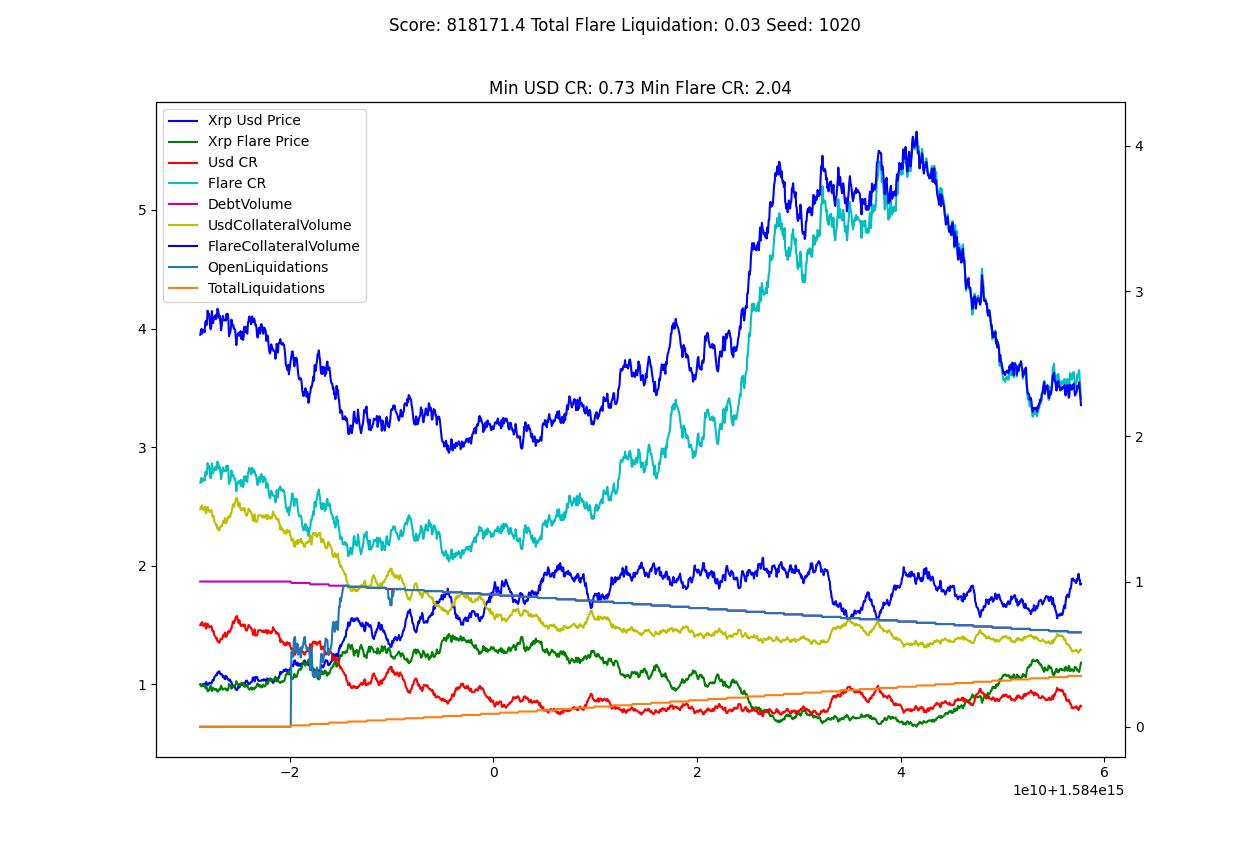 Score: 818171.4 Total Flare Liquidation: 0.03 Seed: 1020
Min USD CR: 0.73 Min Flare CR: 2.04
Xrp Usd Price
Xrp Flare Price
Usd CR
Flare CR
DebtVolume
UsdCollateralVolume
FlareCollateralVolume
OpenLiquidations
TotalLiquidations
5
4
3
2
1
4
3
2
1
0
−2
0
2
4
6
1e10+1.584e15